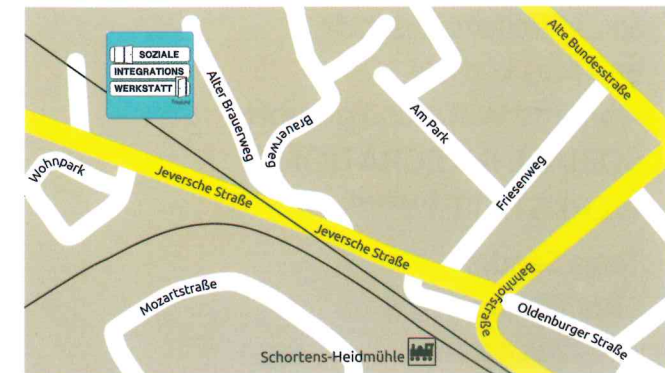 SOZIALE
INTEGRATIONS
WERKSTATT
Alte Bundesstraße
Alter Brauerweg
Brauerweg
Am Park
Wohnpark
Jeversche Straße
Friesenweg
Jeversche Straße
Bahnhofstraße
Mozartstraße
Oldenburger Straße
Schortens-Heidmühle